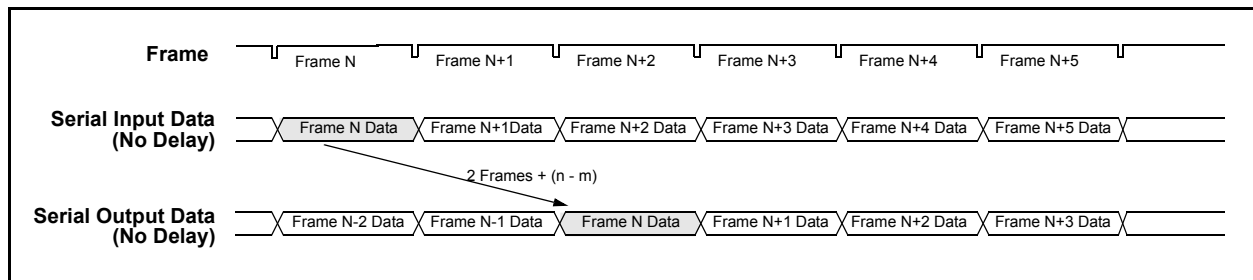 Frame
Frame N Frame N+1 Frame N+2 Frame N+3 Frame N+4 Frame N+5
Serial Input Data
(No Delay)
Frame N Data Frame N+1Data Frame N+2 Data Frame N+3 Data Frame N+4 Data Frame N+5 Data
2 Frames + (n - m)
Serial Output Data
(No Delay)
Frame N-2 Data Frame N-1 Data Frame N Data Frame N+1 Data Frame N+2 Data Frame N+3 Data